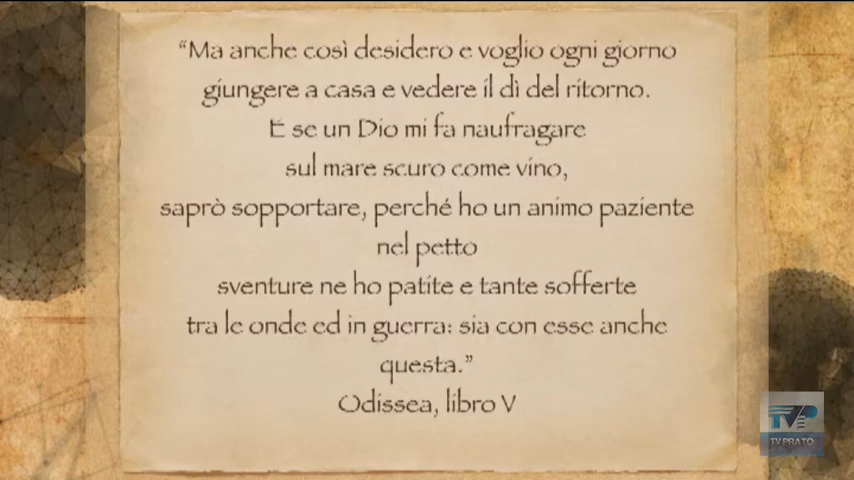 “Ma anche così desidero e voglio ogni giorno
giungere a casa e vedere il dì del ritorno.
E se un Dio mi fa naufragare
sul mare scuro come vino,
saprò sopportare, perché ho un animo paziente
nel petto
sventure ne ho patite e tante sofferte
tra le onde ed in guerra: sia con esse anche
questa.”
Odissea, libro V
TVP
TV PRATO